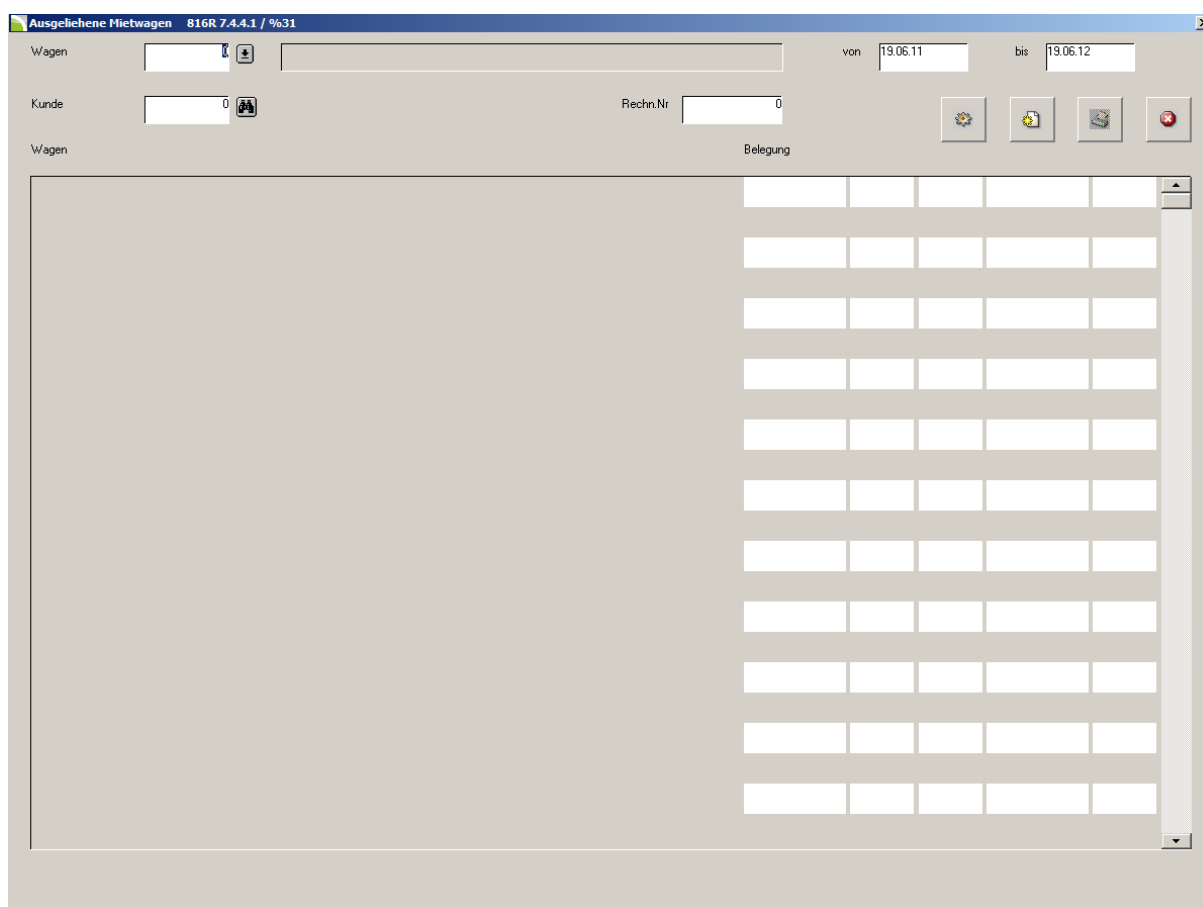 Ausgeliehene Mietwagen 816R 7.4.4.1 / %31
Wagen 0 von 19.06.11 bis 19.06.12
Kunde 0 Rechn.Nr 0
Wagen Belegung